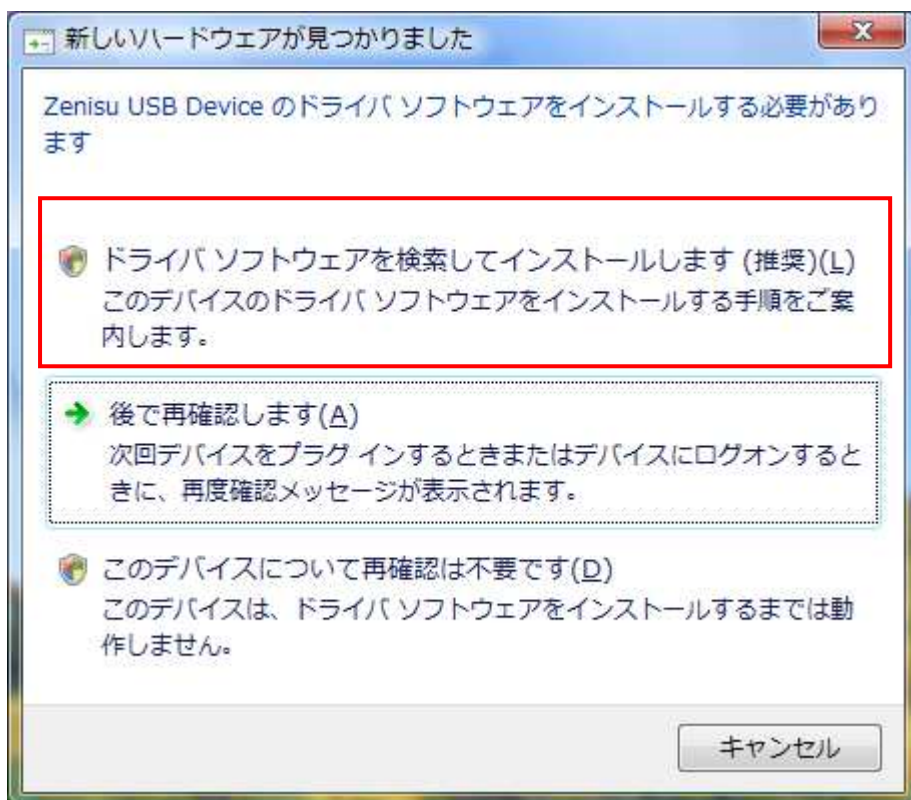 新しいハードウェアが見つかりました
Zenisu USB Device のドライバ ソフトウェアをインストールする必要があり
ます
ドライバ ソフトウェアを検索してインストールします (推奨)(L)
このデバイスのドライバ ソフトウェアをインストールする手順をご案
内します。
後で再確認します(A)
次回デバイスをプラグ インするときまたはデバイスにログオンすると
きに、再度確認メッセージが表示されます。
このデバイスについて再確認は不要です(D)
このデバイスは、ドライバ ソフトウェアをインストールするまでは動
作しません。
キャンセル